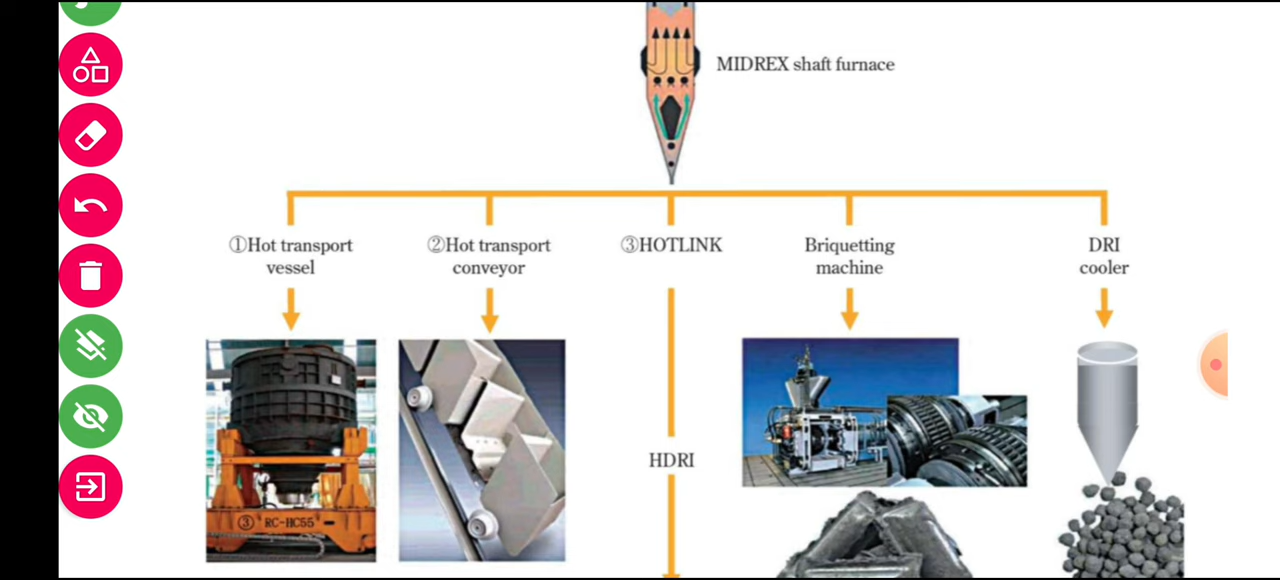 MIDREX shaft furnace
①Hot transport
vessel
②Hot transport
conveyor
③HOTLINK
Briquetting
machine
DRI
cooler
HDRI
③ RC-HC55